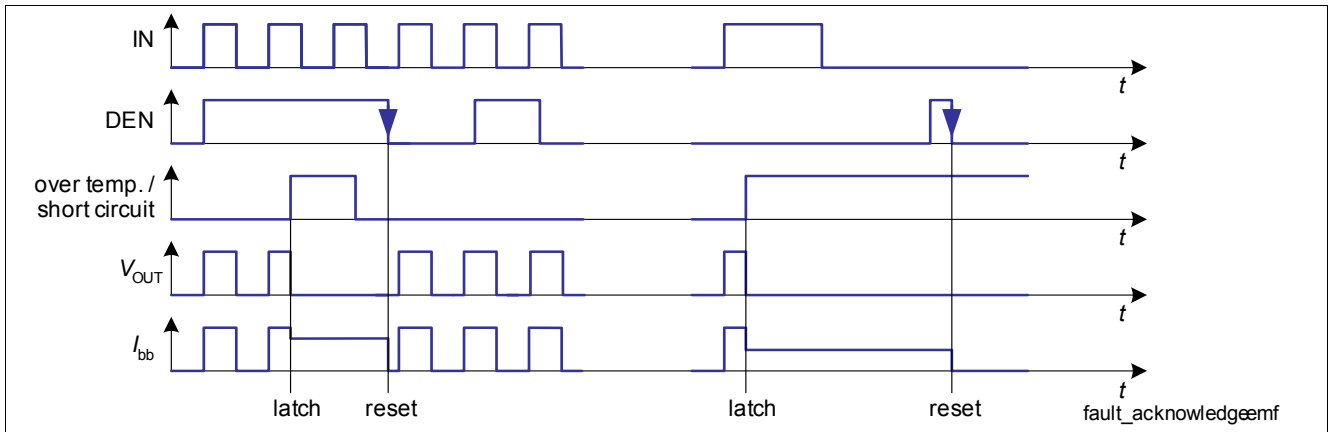 IN
t
DEN
t
over temp. /
short circuit
t
VOUT
t
Ibb
t
latch reset latch reset
fault_acknowledgeemf